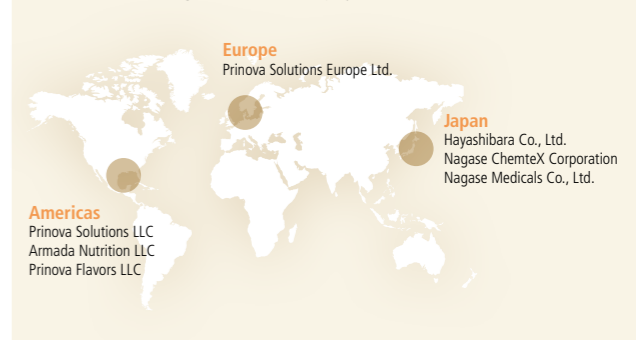 Europe
Prinova Solutions Europe Ltd.
Japan
Hayashibara Co., Ltd.
Nagase ChemteX Corporation
Nagase Medicals Co., Ltd.
Americas
Prinova Solutions LLC
Armada Nutrition LLC
Prinova Flavors LLC